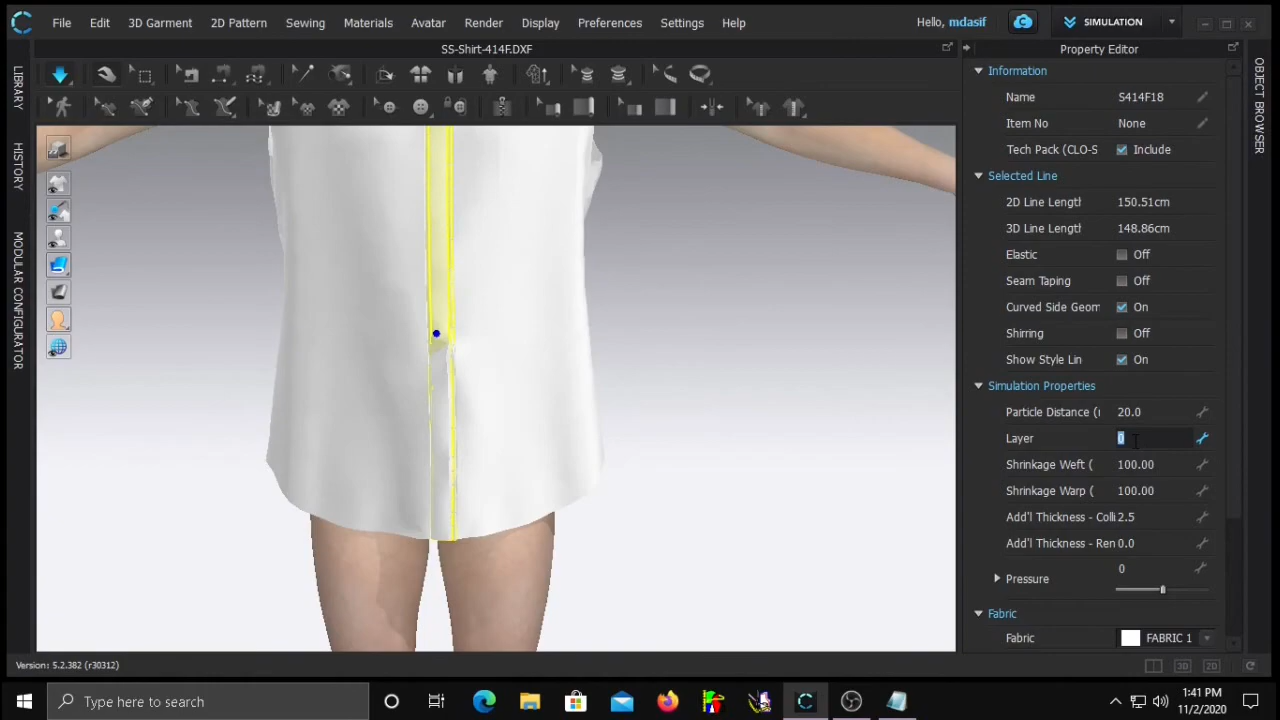 File Edit 3D Garment 2D Pattern Sewing Materials Avatar Render Display Preferences Settings Help Hello, mdasif SIMULATION
SS-Shirt-414F.DXF
Property Editor
LIBRARY
HISTORY
MODULAR CONFIGURATOR
OBJECT BROWSER
Information
Name S414F18
Item No None
Tech Pack (CLO-S Include
Selected Line
2D Line Length 150.51cm
3D Line Length 148.86cm
Elastic Off
Seam Taping Off
Curved Side Geom On
Shirring Off
Show Style Lin On
Simulation Properties
Particle Distance (r 20.0
Layer 0
Shrinkage Weft ( 100.00
Shrinkage Warp ( 100.00
Add'l Thickness - Colli 2.5
Add'l Thickness - Ren 0.0
Pressure 0
Fabric
Fabric FABRIC 1
Version: 5.2.382 (r30312)
3D 2D
Type here to search
1:41 PM
11/2/2020